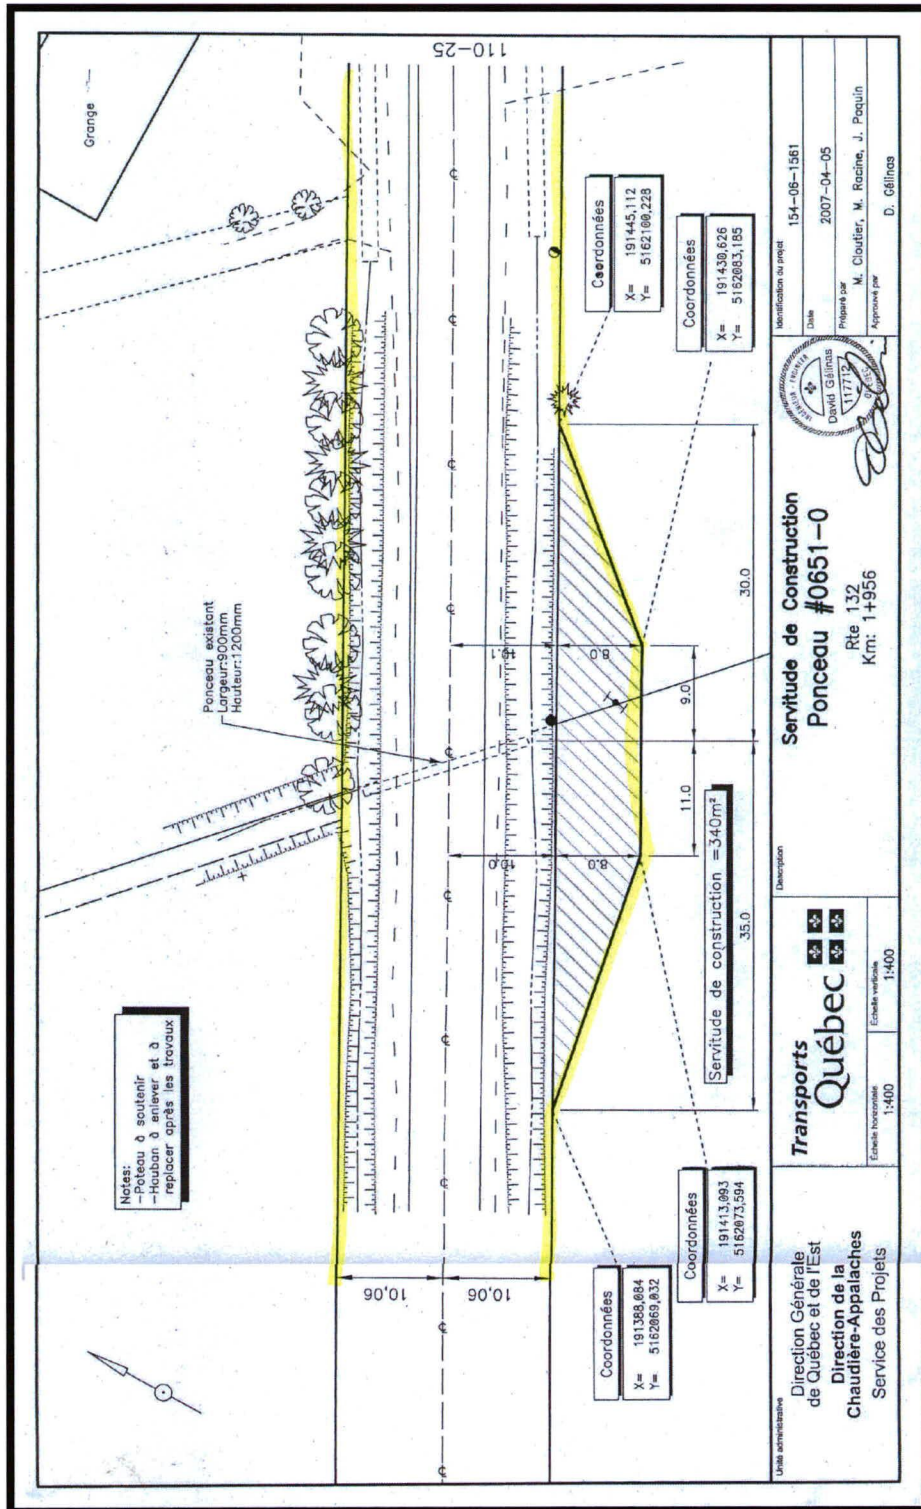 Notes:
-Poteau à soutenir
-Hauban à enlever et à
replacer après les travaux
Ponceau existant
Largeur:900mm
Hauteur:1200mm
Grange
110-25
10,06
10,06
10.0
10.1
8.0
8.0
11.0
9.0
35.0
30.0
Servitude de construction =340m²
Coordonnées
X= 191388,084
Y= 5162069,032
Coordonnées
X= 191413,093
Y= 5162073,594
Coordonnées
X= 191445,112
Y= 5162100,228
Coordonnées
X= 191430,626
Y= 5162083,185
Unité administrative
Direction Générale
de Québec et de l'Est
Direction de la
Chaudière-Appalaches
Service des Projets
Transports
Québec
Échelle horizontale
1:400
Échelle verticale
1:400
Description
Servitude de Construction
Ponceau #0651-0
Rte 132
Km: 1+956
INGÉNIEUR - ENGINEER
David Gélinas
117712
QUÉBEC
Identification du projet
154-06-1561
Date
2007-04-05
Préparé par
M. Cloutier, M. Racine, J. Paquin
Approuvé par
D. Gélinas